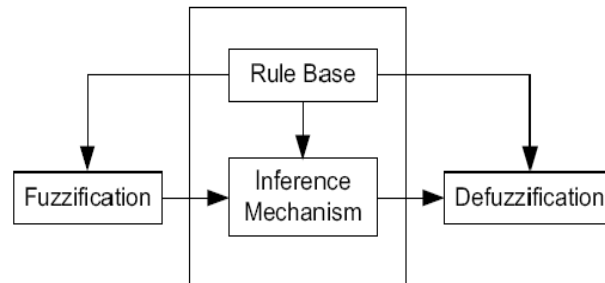 Rule Base
Fuzzification
Inference
Mechanism
Defuzzification